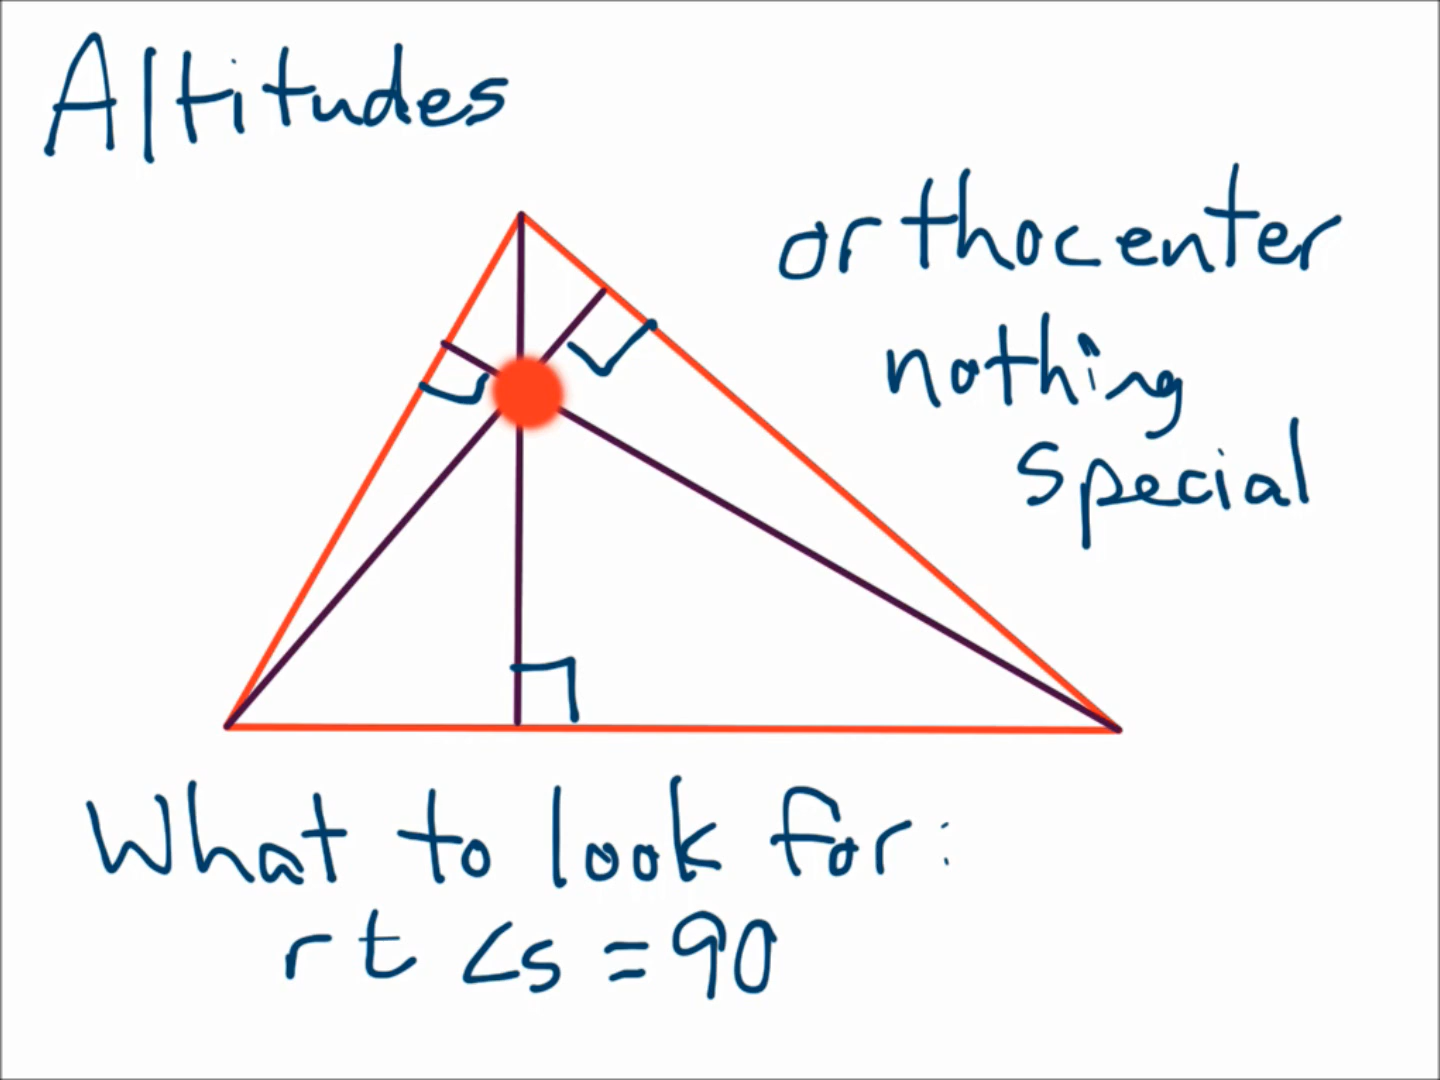 Altitudes
orthocenter
nothing
special
What to look for:
rt ∠s = 90